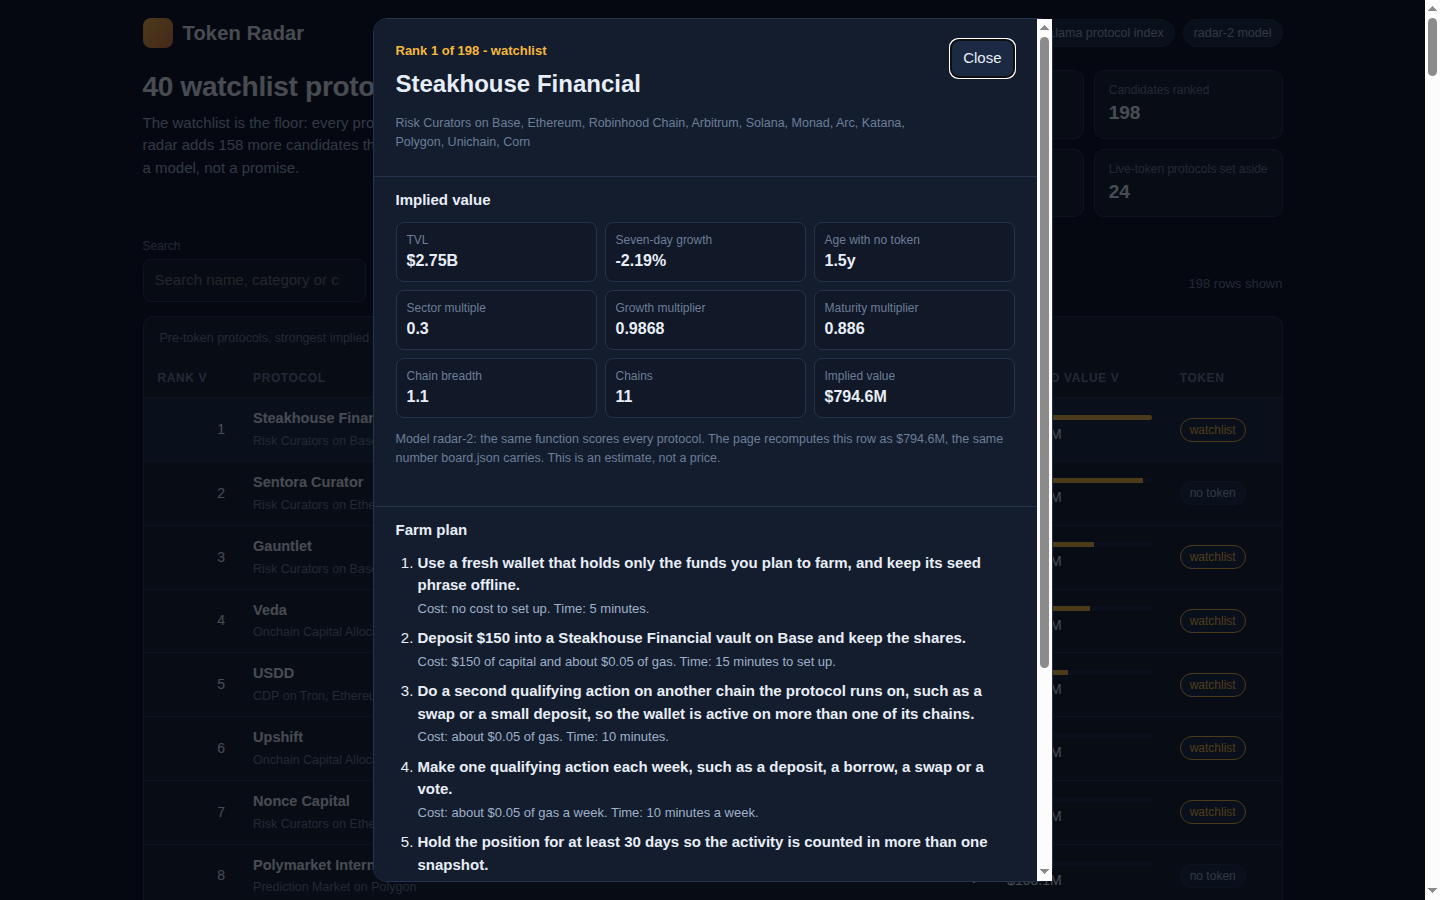 Token Radar
Llama protocol index
radar-2 model
40 watchlist proto
The watchlist is the floor: every pro
radar adds 158 more candidates th
a model, not a promise.
Candidates ranked
198
Live-token protocols set aside
24
Search
Search name, category or c
198 rows shown
Pre-token protocols, strongest implied
RANK V
PROTOCOL
VALUE V
TOKEN
1
Steakhouse Finan
Risk Curators on Base
M
watchlist
2
Sentora Curator
Risk Curators on Ethe
M
no token
3
Gauntlet
Risk Curators on Base
M
watchlist
4
Veda
Onchain Capital Alloca
M
watchlist
5
USDD
CDP on Tron, Ethereu
M
watchlist
6
Upshift
Onchain Capital Alloca
M
watchlist
7
Nonce Capital
Risk Curators on Ethe
M
watchlist
8
Polymarket Intern
Prediction Market on Polygon
no token
Rank 1 of 198 - watchlist
Close
Steakhouse Financial
Risk Curators on Base, Ethereum, Robinhood Chain, Arbitrum, Solana, Monad, Arc, Katana,
Polygon, Unichain, Corn
Implied value
TVL
$2.75B
Seven-day growth
-2.19%
Age with no token
1.5y
Sector multiple
0.3
Growth multiplier
0.9868
Maturity multiplier
0.886
Chain breadth
1.1
Chains
11
Implied value
$794.6M
Model radar-2: the same function scores every protocol. The page recomputes this row as $794.6M, the same
number board.json carries. This is an estimate, not a price.
Farm plan
1. Use a fresh wallet that holds only the funds you plan to farm, and keep its seed
phrase offline.
Cost: no cost to set up. Time: 5 minutes.
2. Deposit $150 into a Steakhouse Financial vault on Base and keep the shares.
Cost: $150 of capital and about $0.05 of gas. Time: 15 minutes to set up.
3. Do a second qualifying action on another chain the protocol runs on, such as a
swap or a small deposit, so the wallet is active on more than one of its chains.
Cost: about $0.05 of gas. Time: 10 minutes.
4. Make one qualifying action each week, such as a deposit, a borrow, a swap or a
vote.
Cost: about $0.05 of gas a week. Time: 10 minutes a week.
5. Hold the position for at least 30 days so the activity is counted in more than one
snapshot.